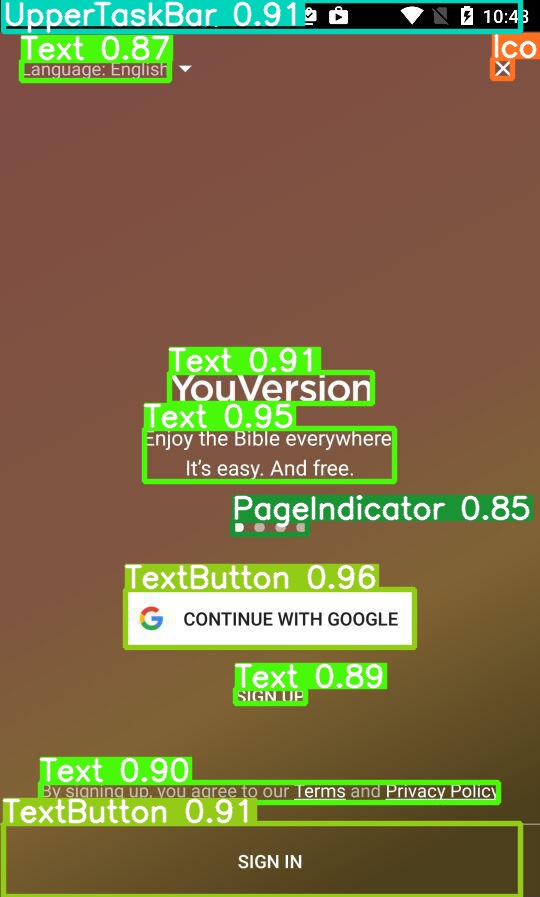 UpperTaskBar 0.91
10:43
Text 0.87
Ico
Language: English
Text 0.91
YouVersion
Text 0.95
Enjoy the Bible everywhere
It's easy. And free.
PageIndicator 0.85
TextButton 0.96
CONTINUE WITH GOOGLE
Text 0.89
SIGN UP
Text 0.90
By signing up, you agree to our Terms and Privacy Policy
TextButton 0.91
SIGN IN